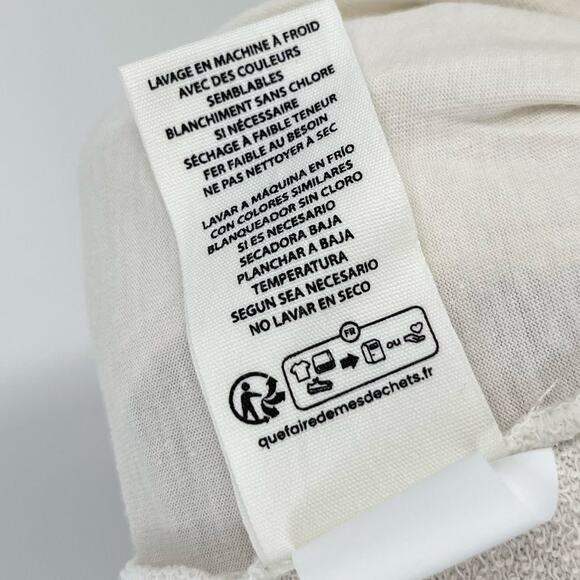 LAVAGE EN MACHINE À FROID
AVEC DES COULEURS
SEMBLABLES
BLANCHIMENT SANS CHLORE
SI NÉCESSAIRE
SÉCHAGE À FAIBLE TENEUR
FER FAIBLE AU BESOIN
NE PAS NETTOYER À SEC
LAVAR A MÁQUINA EN FRÍO
CON COLORES SIMILARES
BLANQUEADOR SIN CLORO
SI ES NECESARIO
SECADORA BAJA
PLANCHAR A BAJA
TEMPERATURA
SEGUN SEA NECESARIO
NO LAVAR EN SECO
FR
ou
quefairedemesdechets.fr